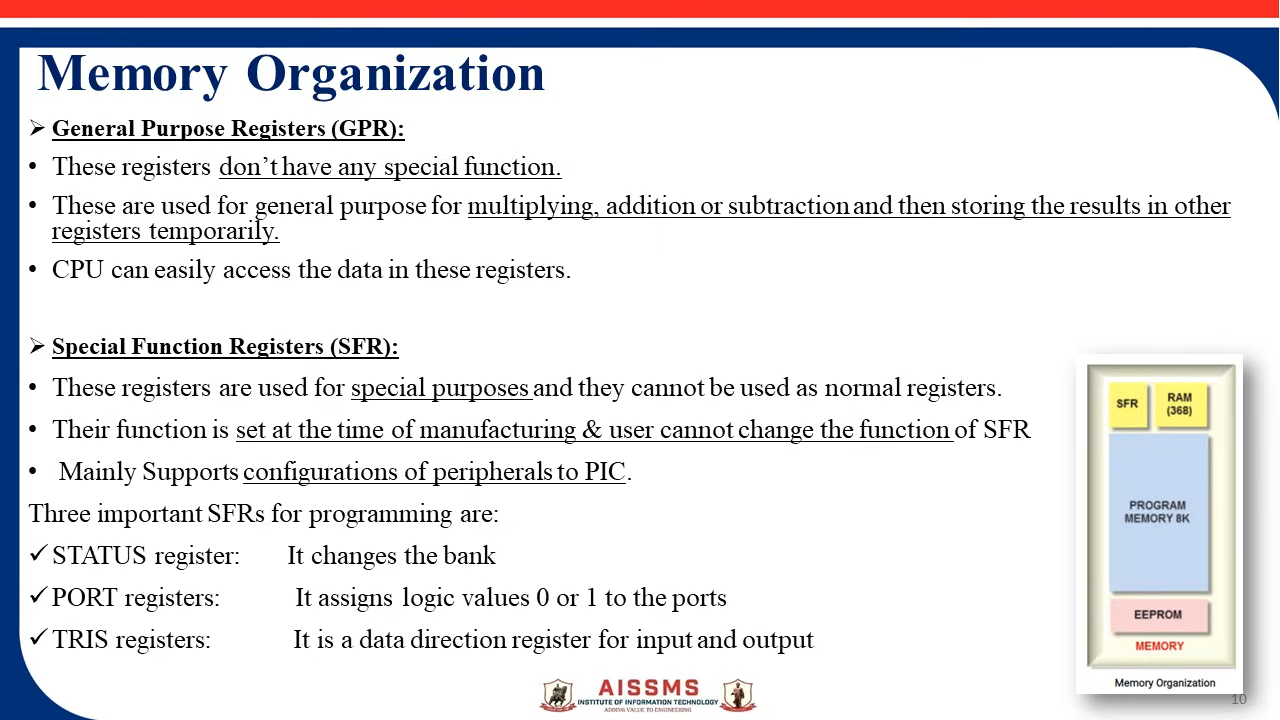 Memory Organization
➢ General Purpose Registers (GPR):
• These registers don’t have any special function.
• These are used for general purpose for multiplying, addition or subtraction and then storing the results in other
registers temporarily.
• CPU can easily access the data in these registers.
➢ Special Function Registers (SFR):
• These registers are used for special purposes and they cannot be used as normal registers.
• Their function is set at the time of manufacturing & user cannot change the function of SFR
• Mainly Supports configurations of peripherals to PIC.
Three important SFRs for programming are:
✓ STATUS register: It changes the bank
✓ PORT registers: It assigns logic values 0 or 1 to the ports
✓ TRIS registers: It is a data direction register for input and output
SFR
RAM
(368)
PROGRAM
MEMORY 8K
EEPROM
MEMORY
Memory Organization
AISSMS
INSTITUTE OF INFORMATION TECHNOLOGY
ADDING VALUE TO ENGINEERING
10